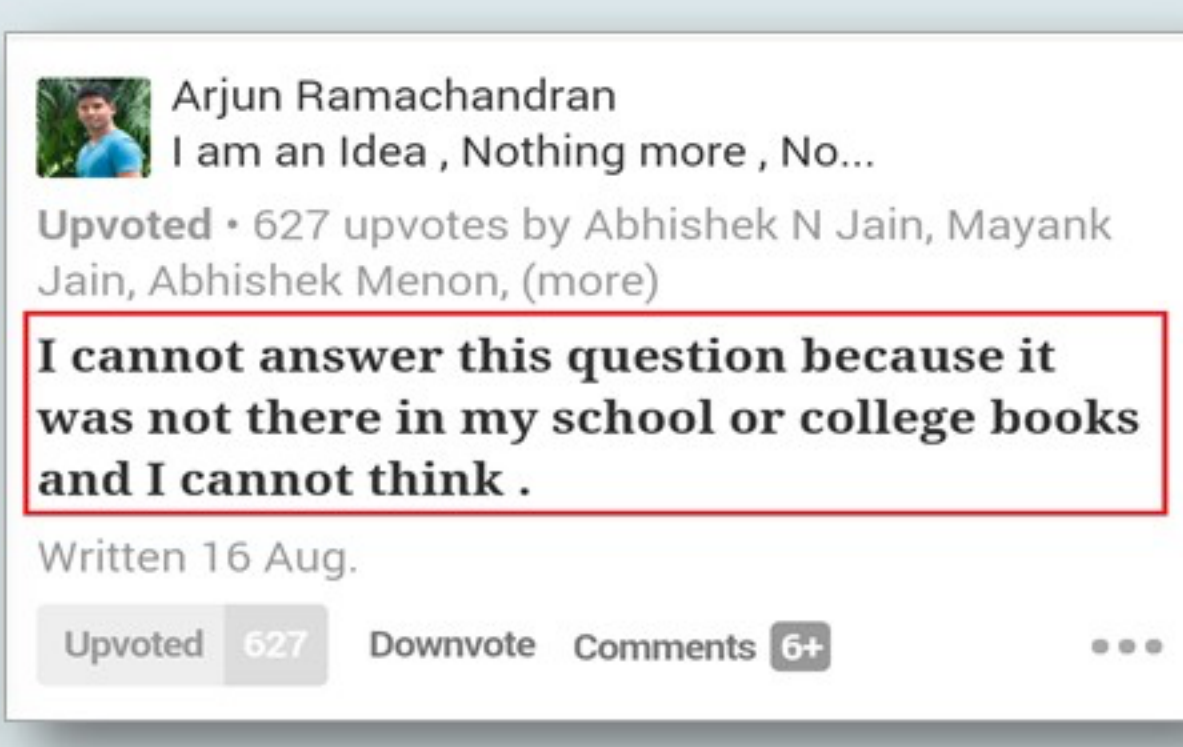 Arjun Ramachandran
I am an Idea , Nothing more , No...
Upvoted • 627 upvotes by Abhishek N Jain, Mayank
Jain, Abhishek Menon, (more)
I cannot answer this question because it
was not there in my school or college books
and I cannot think .
Written 16 Aug.
Upvoted 627 Downvote Comments 6+